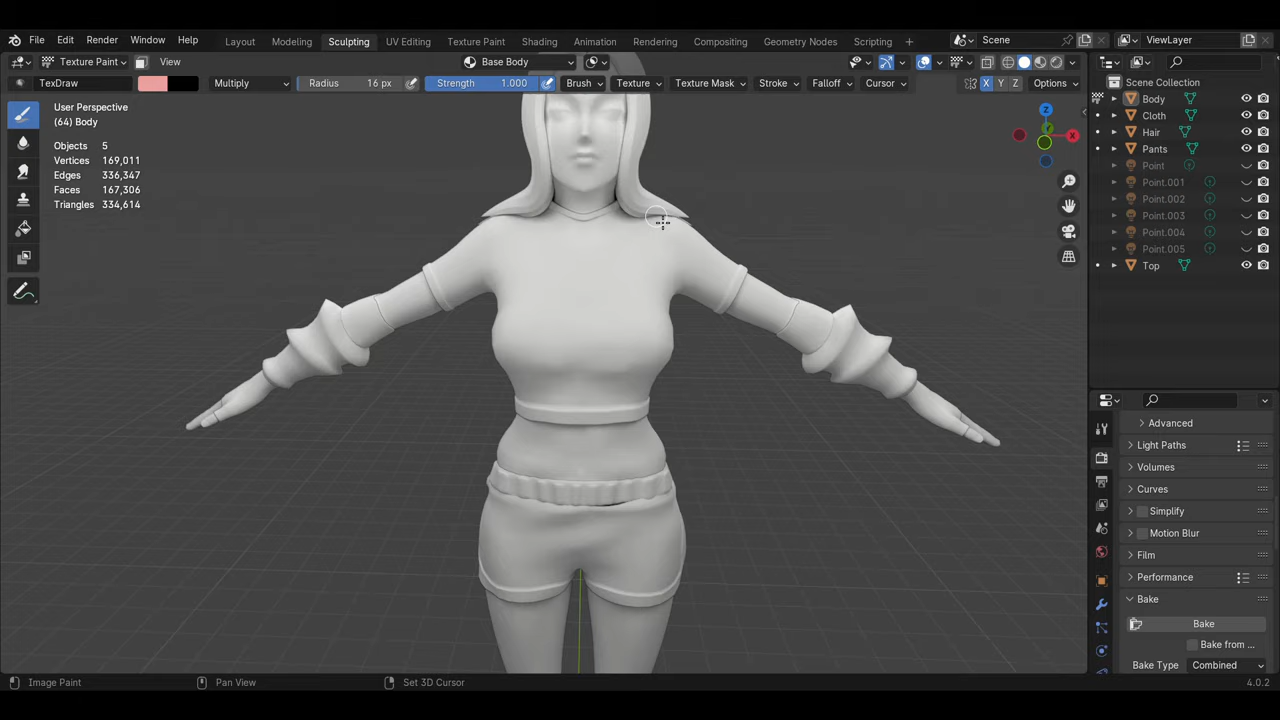 File Edit Render Window Help Layout Modeling Sculpting UV Editing Texture Paint Shading Animation Rendering Compositing Geometry Nodes Scripting + Scene ViewLayer
Texture Paint View Base Body
TexDraw Multiply Radius 16 px Strength 1.000 Brush Texture Texture Mask Stroke Falloff Cursor X Y Z Options
User Perspective
(64) Body
Objects 5
Vertices 169,011
Edges 336,347
Faces 167,306
Triangles 334,614
Z
Y
X
Scene Collection
Body
Cloth
Hair
Pants
Point
Point.001
Point.002
Point.003
Point.004
Point.005
Top
Advanced
Light Paths
Volumes
Curves
Simplify
Motion Blur
Film
Performance
Bake
Bake
Bake from ...
Bake Type Combined
Image Paint Pan View Set 3D Cursor 4.0.2